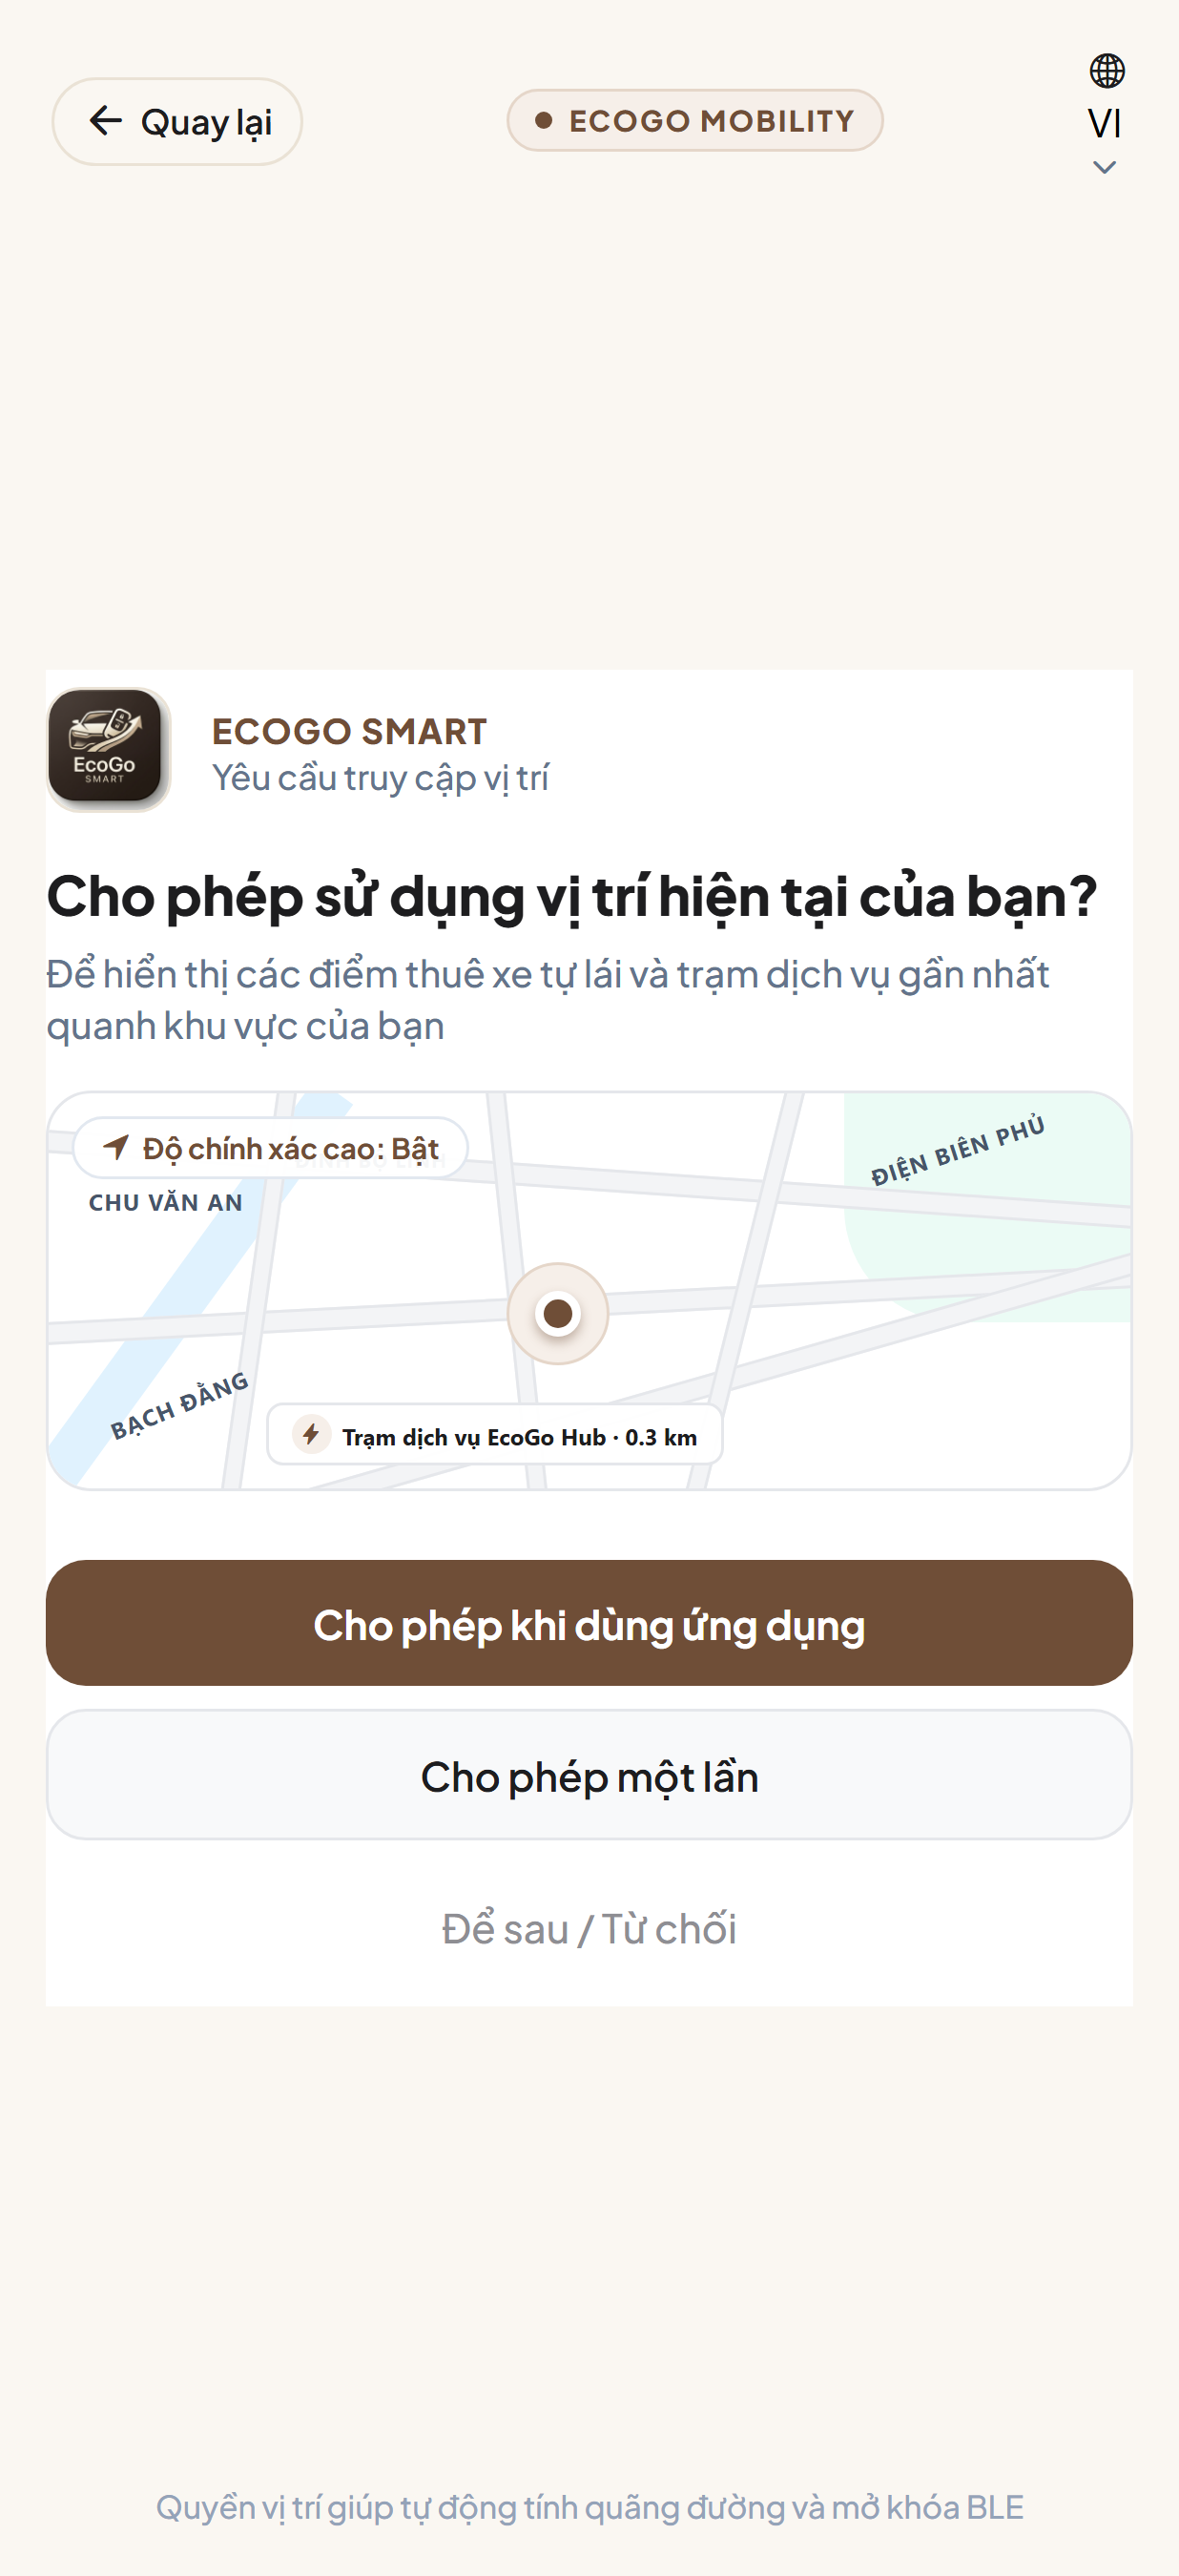 Quay lại
ECOGO MOBILITY
VI
EcoGo
SMART
ECOGO SMART
Yêu cầu truy cập vị trí
Cho phép sử dụng vị trí hiện tại của bạn?
Để hiển thị các điểm thuê xe tự lái và trạm dịch vụ gần nhất
quanh khu vực của bạn
Độ chính xác cao: Bật
ĐIỆN BIÊN PHỦ
CHU VĂN AN
BẠCH ĐẰNG
Trạm dịch vụ EcoGo Hub · 0.3 km
Cho phép khi dùng ứng dụng
Cho phép một lần
Để sau / Từ chối
Quyền vị trí giúp tự động tính quãng đường và mở khóa BLE